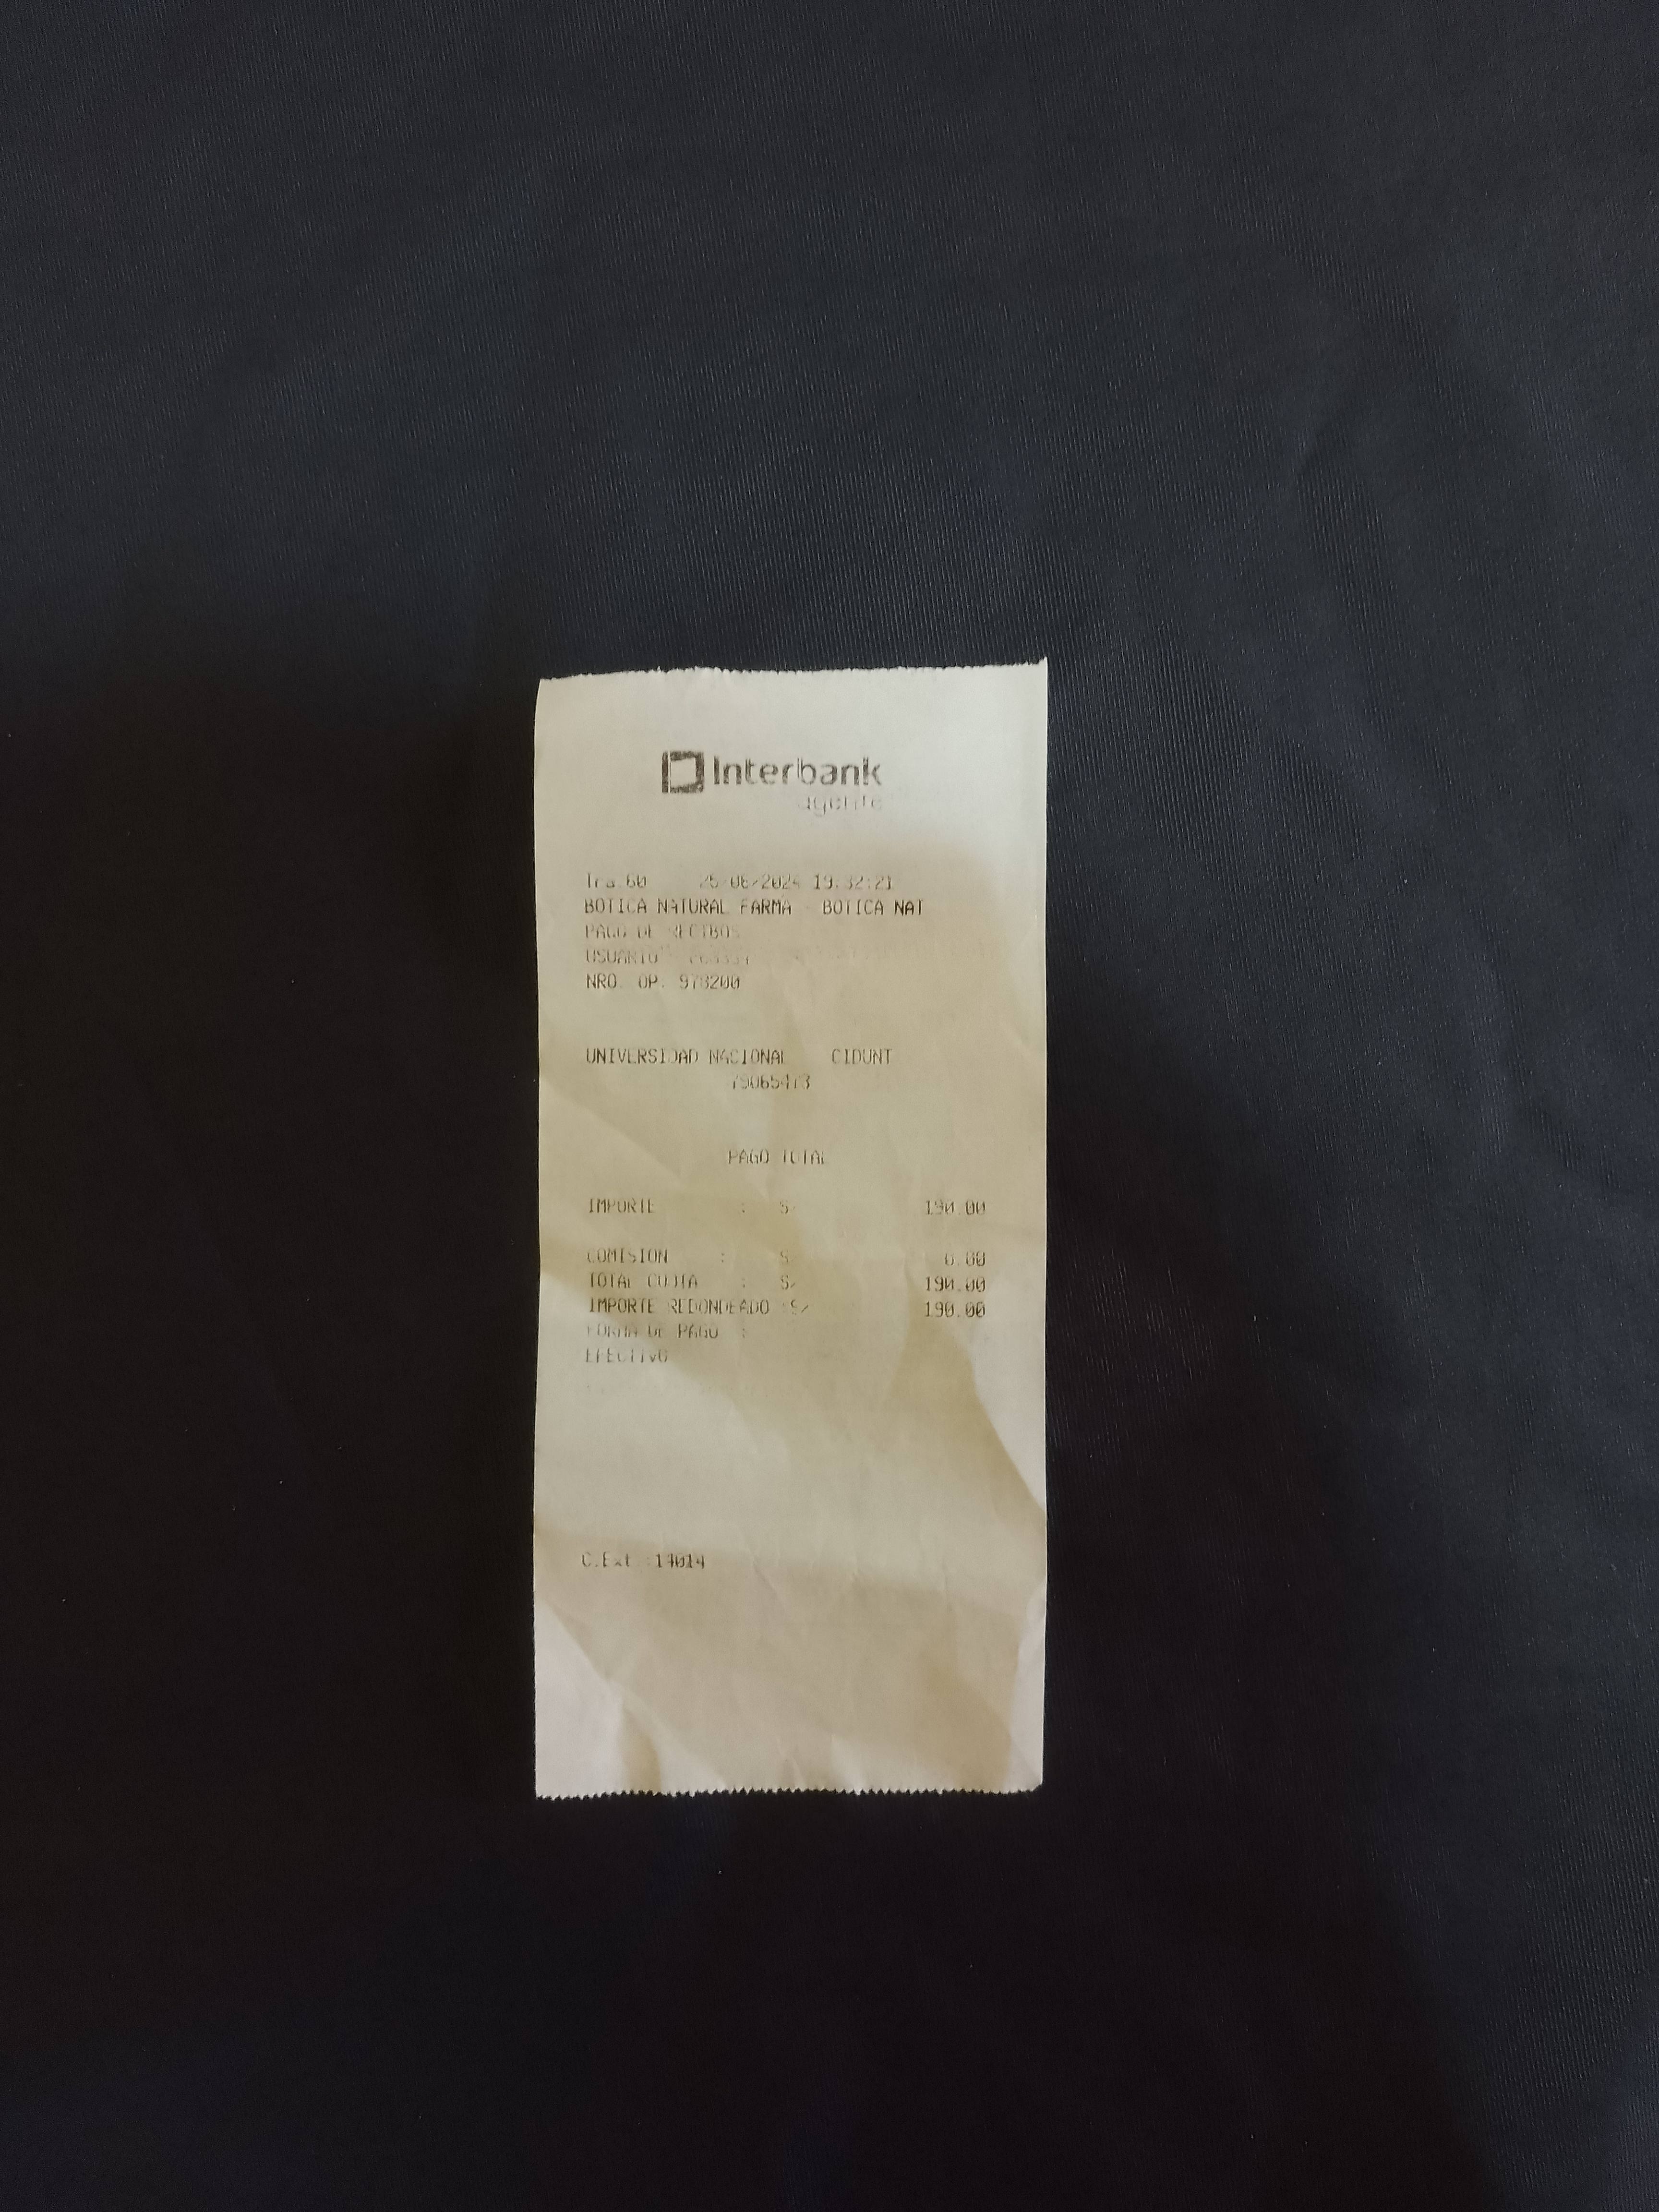 Interbank
agente
Tra 60 25/06/2024 19:32:21
BOTICA NATURAL FARMA - BOTICA NAT
PAGO DE RECIBOS
USUARIO
NRO. OP. 978200
UNIVERSIDAD NACIONAL CIDUNT
79065473
PAGO TOTAL
IMPORTE : S/ 190.00
COMISION : S/ 0.00
TOTAL CUOTA : S/ 190.00
IMPORTE REDONDEADO :S/ 190.00
FORMA DE PAGO :
EFECTIVO
C.Ext :14014